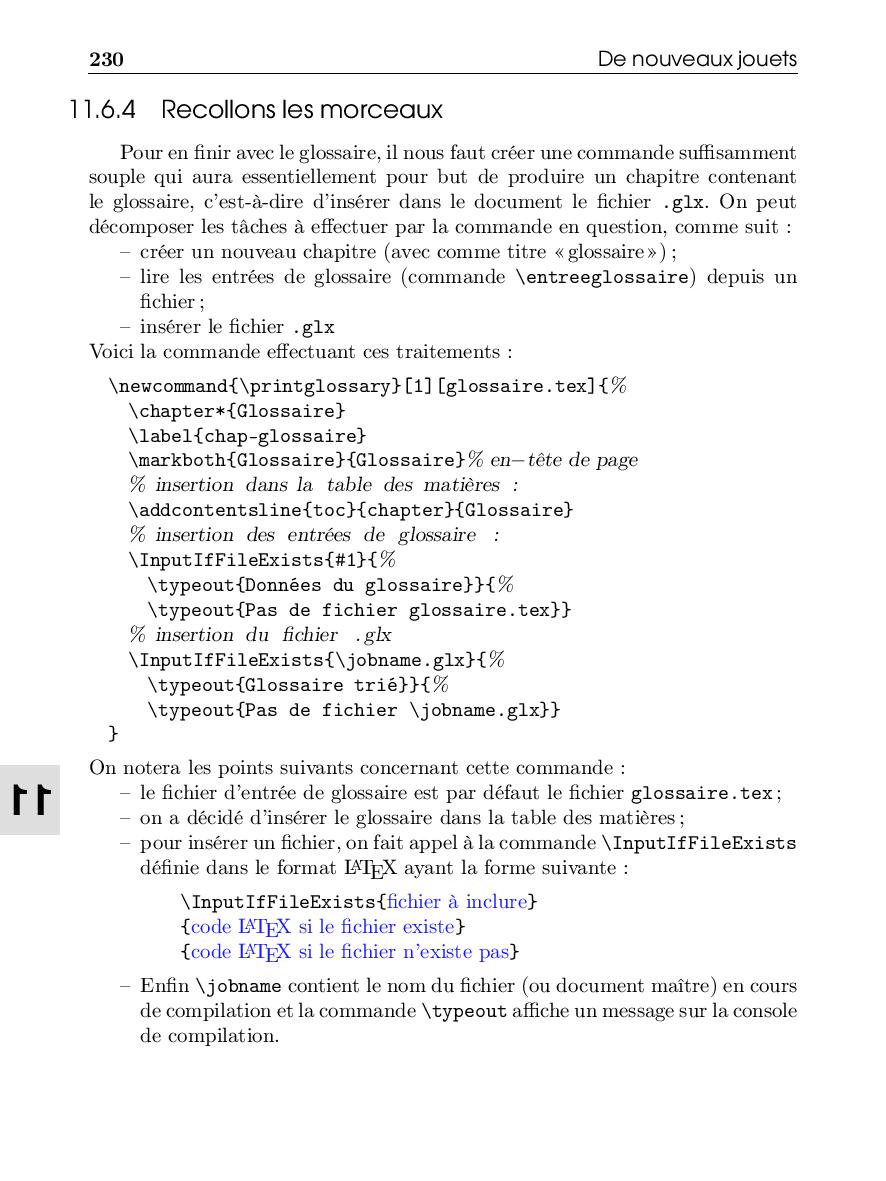 230 De nouveaux jouets
11.6.4 Recollons les morceaux
Pour en finir avec le glossaire, il nous faut créer une commande suffisamment
souple qui aura essentiellement pour but de produire un chapitre contenant
le glossaire, c'est-à-dire d'insérer dans le document le fichier .glx. On peut
décomposer les tâches à effectuer par la commande en question, comme suit :
– créer un nouveau chapitre (avec comme titre « glossaire ») ;
– lire les entrées de glossaire (commande \entreeglossaire) depuis un
fichier ;
– insérer le fichier .glx
Voici la commande effectuant ces traitements :
\newcommand{\printglossary}[1][glossaire.tex]{%
\chapter*{Glossaire}
\label{chap-glossaire}
\markboth{Glossaire}{Glossaire}% en−tête de page
% insertion dans la table des matières :
\addcontentsline{toc}{chapter}{Glossaire}
% insertion des entrées de glossaire :
\InputIfFileExists{#1}{%
\typeout{Données du glossaire}}{%
\typeout{Pas de fichier glossaire.tex}}
% insertion du fichier .glx
\InputIfFileExists{\jobname.glx}{%
\typeout{Glossaire trié}}{%
\typeout{Pas de fichier \jobname.glx}}
}
On notera les points suivants concernant cette commande :
– le fichier d'entrée de glossaire est par défaut le fichier glossaire.tex ;
– on a décidé d'insérer le glossaire dans la table des matières ;
11
– pour insérer un fichier, on fait appel à la commande \InputIfFileExists
définie dans le format LATEX ayant la forme suivante :
\InputIfFileExists{fichier à inclure}
{code LATEX si le fichier existe}
{code LATEX si le fichier n'existe pas}
– Enfin \jobname contient le nom du fichier (ou document maître) en cours
de compilation et la commande \typeout affiche un message sur la console
de compilation.